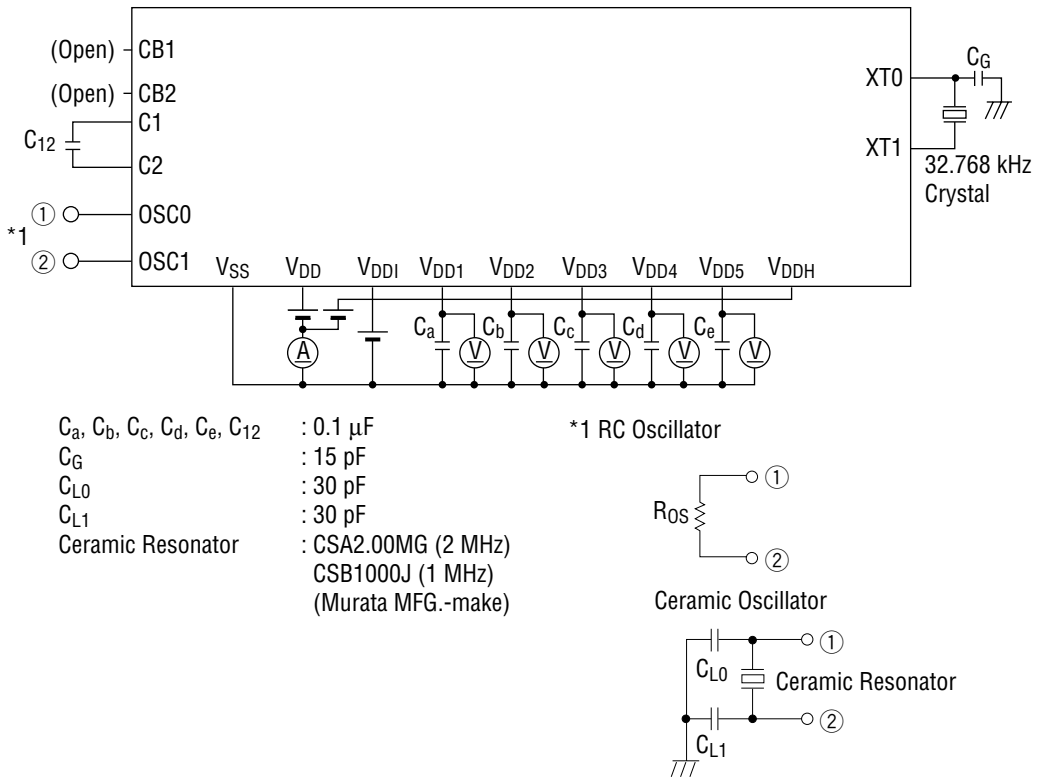 (Open) CB1
(Open) CB2
C1
C12
C2
① OSC0
*1
② OSC1
XT0
CG
XT1
32.768 kHz
Crystal
VSS VDD VDDI VDD1 VDD2 VDD3 VDD4 VDD5 VDDH
Ca Cb Cc Cd Ce
A V V V V V
Ca, Cb, Cc, Cd, Ce, C12 : 0.1 μF
CG : 15 pF
CL0 : 30 pF
CL1 : 30 pF
Ceramic Resonator : CSA2.00MG (2 MHz)
CSB1000J (1 MHz)
(Murata MFG.-make)
*1 RC Oscillator
①
ROS
②
Ceramic Oscillator
①
CL0
Ceramic Resonator
②
CL1